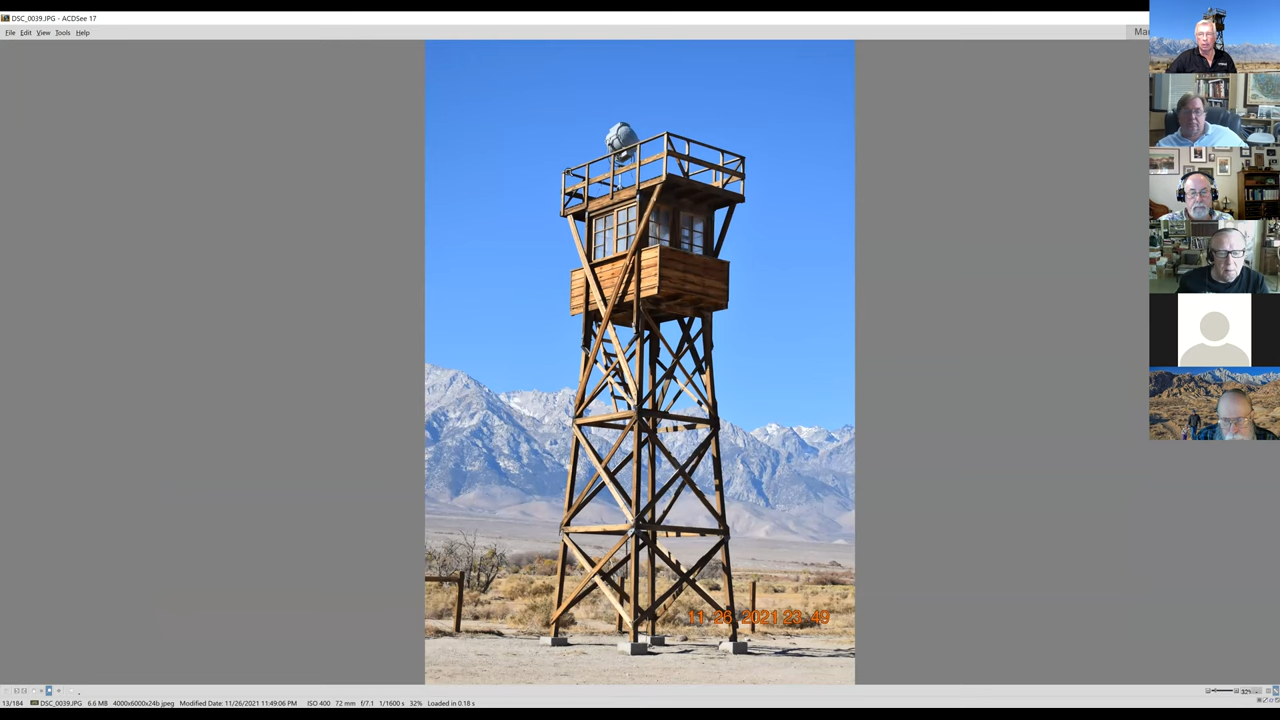 DSC_0039.JPG - ACDSee 17
File Edit View Tools Help
11 26 2021 23 49
13/184 DSC_0039.JPG 6.6 MB 4000x6000x24b jpeg Modified Date: 11/26/2021 11:49:06 PM ISO 400 72 mm f/7.1 1/1600 s 32% Loaded in 0.18 s